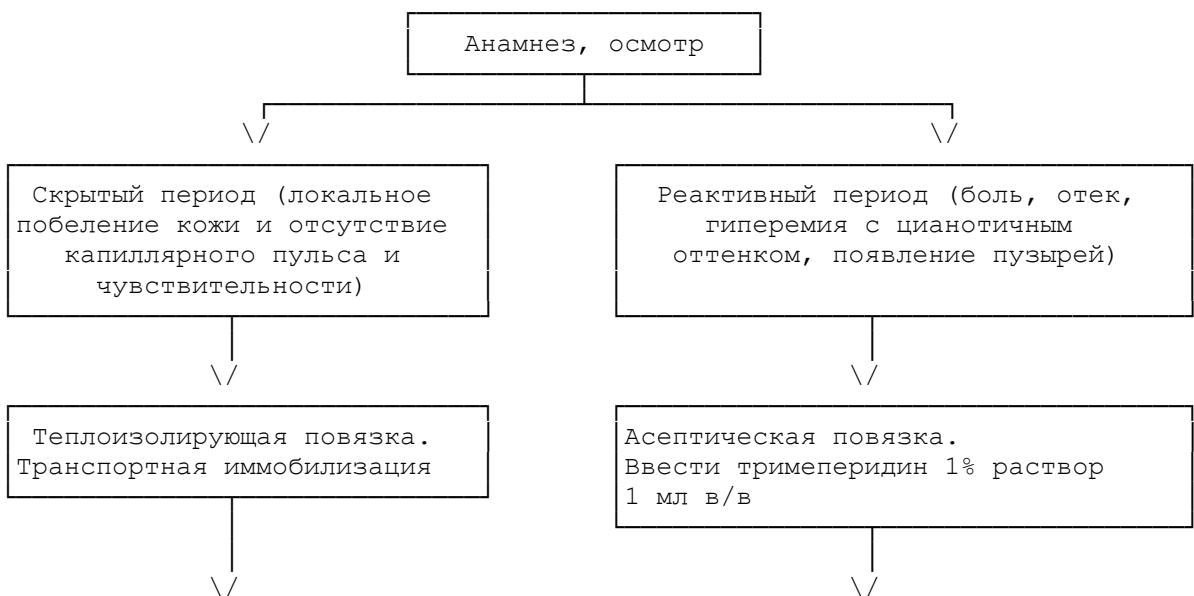 Анамнез, осмотр
Скрытый период (локальное
побеление кожи и отсутствие
капиллярного пульса и
чувствительности)
Реактивный период (боль, отек,
гиперемия с цианотичным
оттенком, появление пузырей)
Теплоизолирующая повязка.
Транспортная иммобилизация
Асептическая повязка.
Ввести тримеперидин 1% раствор
1 мл в/в